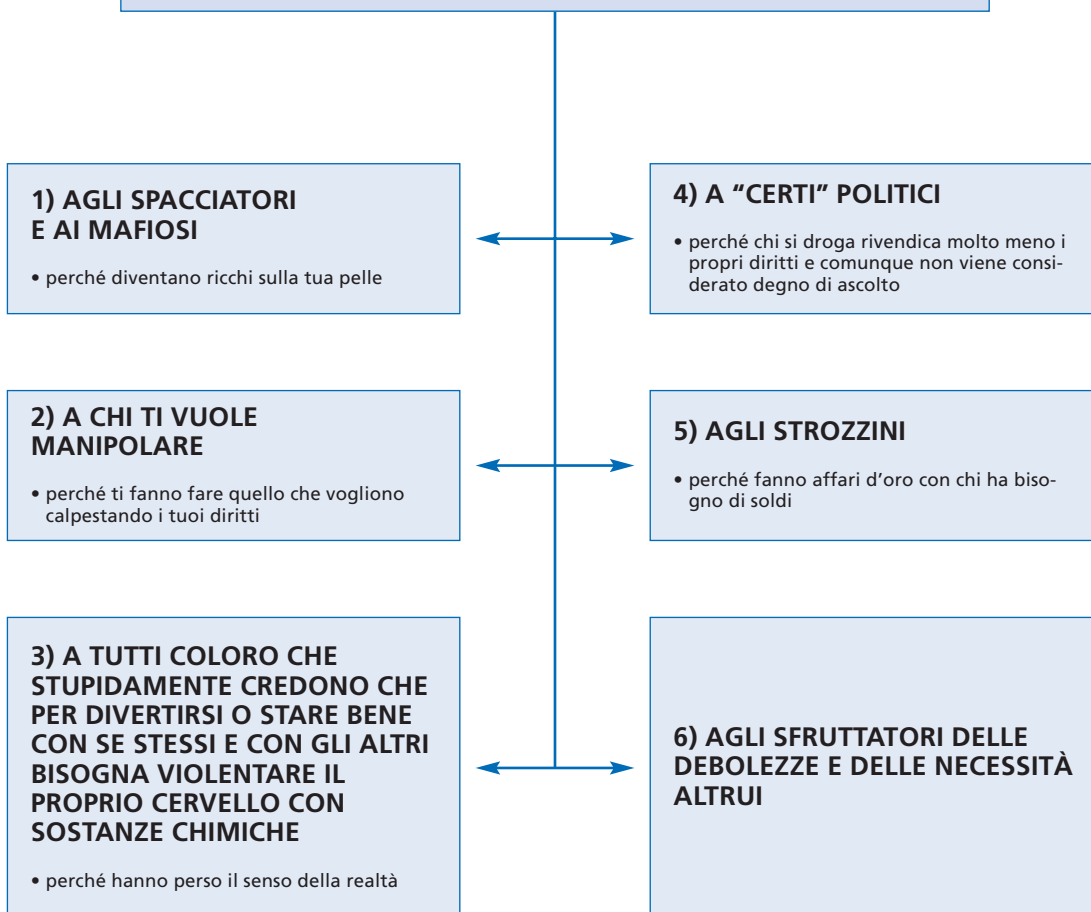 1) AGLI SPACCIATORI
E AI MAFIOSI
• perché diventano ricchi sulla tua pelle
2) A CHI TI VUOLE
MANIPOLARE
• perché ti fanno fare quello che vogliono
calpestando i tuoi diritti
3) A TUTTI COLORO CHE
STUPIDAMENTE CREDONO CHE
PER DIVERTIRSI O STARE BENE
CON SE STESSI E CON GLI ALTRI
BISOGNA VIOLENTARE IL
PROPRIO CERVELLO CON
SOSTANZE CHIMICHE
• perché hanno perso il senso della realtà
4) A “CERTI” POLITICI
• perché chi si droga rivendica molto meno i
propri diritti e comunque non viene consi-
derato degno di ascolto
5) AGLI STROZZINI
• perché fanno affari d’oro con chi ha biso-
gno di soldi
6) AGLI SFRUTTATORI DELLE
DEBOLEZZE E DELLE NECESSITÀ
ALTRUI